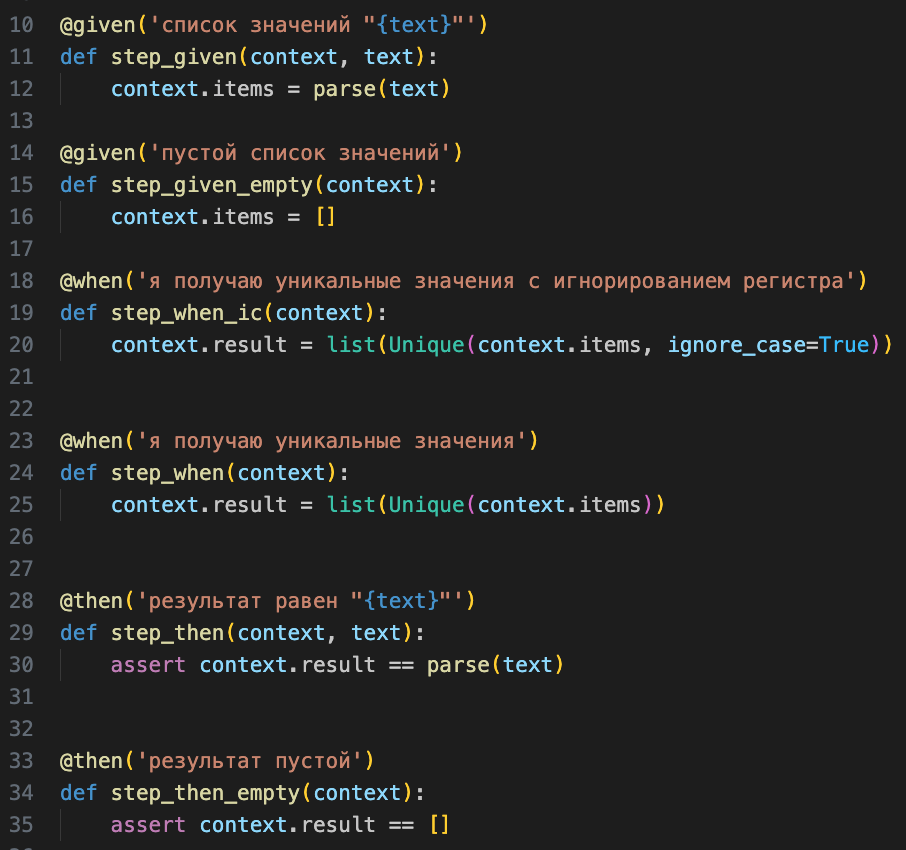 10 @given('список значений "{text}"')
11 def step_given(context, text):
12     context.items = parse(text)
13
14 @given('пустой список значений')
15 def step_given_empty(context):
16     context.items = []
17
18 @when('я получаю уникальные значения с игнорированием регистра')
19 def step_when_ic(context):
20     context.result = list(Unique(context.items, ignore_case=True))
21
22
23 @when('я получаю уникальные значения')
24 def step_when(context):
25     context.result = list(Unique(context.items))
26
27
28 @then('результат равен "{text}"')
29 def step_then(context, text):
30     assert context.result == parse(text)
31
32
33 @then('результат пустой')
34 def step_then_empty(context):
35     assert context.result == []